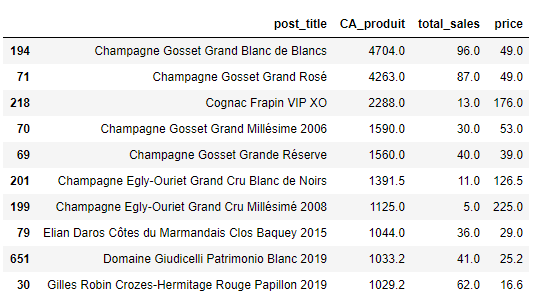 post_title CA_produit total_sales price
194 Champagne Gosset Grand Blanc de Blancs 4704.0 96.0 49.0
71 Champagne Gosset Grand Rosé 4263.0 87.0 49.0
218 Cognac Frapin VIP XO 2288.0 13.0 176.0
70 Champagne Gosset Grand Millésime 2006 1590.0 30.0 53.0
69 Champagne Gosset Grande Réserve 1560.0 40.0 39.0
201 Champagne Egly-Ouriet Grand Cru Blanc de Noirs 1391.5 11.0 126.5
199 Champagne Egly-Ouriet Grand Cru Millésimé 2008 1125.0 5.0 225.0
79 Elian Daros Côtes du Marmandais Clos Baquey 2015 1044.0 36.0 29.0
651 Domaine Giudicelli Patrimonio Blanc 2019 1033.2 41.0 25.2
30 Gilles Robin Crozes-Hermitage Rouge Papillon 2019 1029.2 62.0 16.6